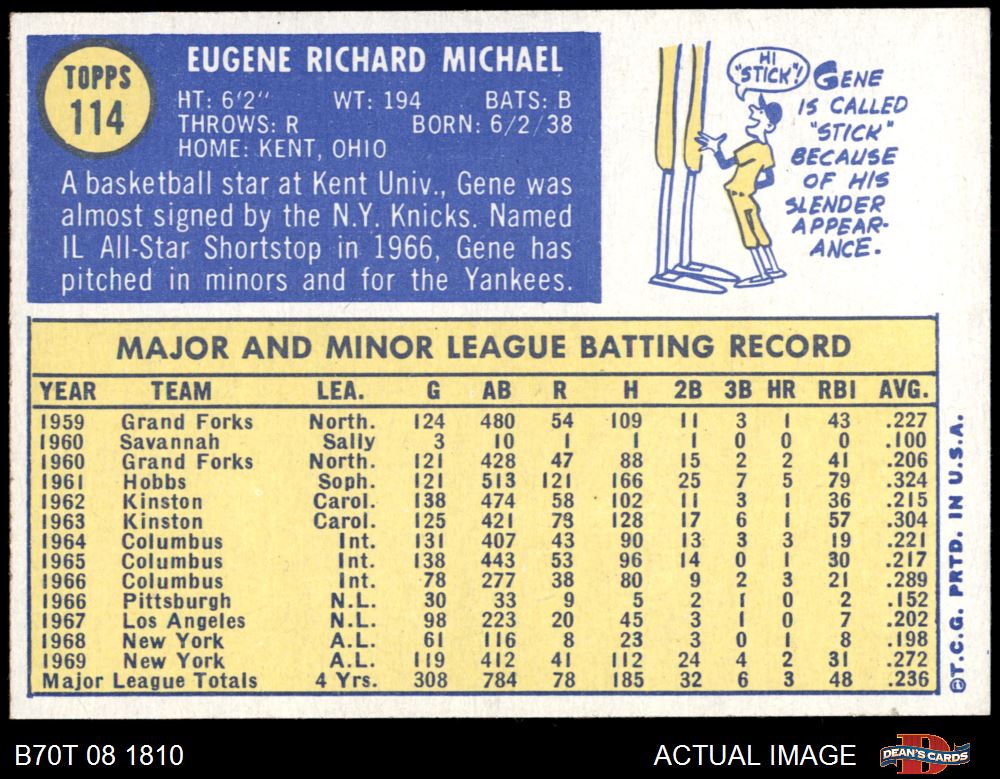 TOPPS
114
EUGENE RICHARD MICHAEL
HT: 6'2" WT: 194 BATS: B
THROWS: R BORN: 6/2/38
HOME: KENT, OHIO
A basketball star at Kent Univ., Gene was
almost signed by the N.Y. Knicks. Named
IL All-Star Shortstop in 1966, Gene has
pitched in minors and for the Yankees.
HI
"STICK"!
GENE
IS CALLED
"STICK"
BECAUSE
OF HIS
SLENDER
APPEAR-
ANCE.
MAJOR AND MINOR LEAGUE BATTING RECORD
YEAR TEAM LEA. G AB R H 2B 3B HR RBI AVG.
1959 Grand Forks North. 124 480 54 109 11 3 1 43 .227
1960 Savannah Sally 3 10 1 1 1 0 0 0 .100
1960 Grand Forks North. 121 428 47 88 15 2 2 41 .206
1961 Hobbs Soph. 121 513 121 166 25 7 5 79 .324
1962 Kinston Carol. 138 474 58 102 11 3 1 36 .215
1963 Kinston Carol. 125 421 73 128 17 6 1 57 .304
1964 Columbus Int. 131 407 43 90 13 3 3 19 .221
1965 Columbus Int. 138 443 53 96 14 0 1 30 .217
1966 Columbus Int. 78 277 38 80 9 2 3 21 .289
1966 Pittsburgh N.L. 30 33 9 5 2 1 0 2 .152
1967 Los Angeles N.L. 98 223 20 45 3 1 0 7 .202
1968 New York A.L. 61 116 8 23 3 0 1 8 .198
1969 New York A.L. 119 412 41 112 24 4 2 31 .272
Major League Totals 4 Yrs. 308 784 78 185 32 6 3 48 .236
©T.C.G. PRTD. IN U.S.A.
B70T 08 1810
ACTUAL IMAGE
DEAN'S CARDS